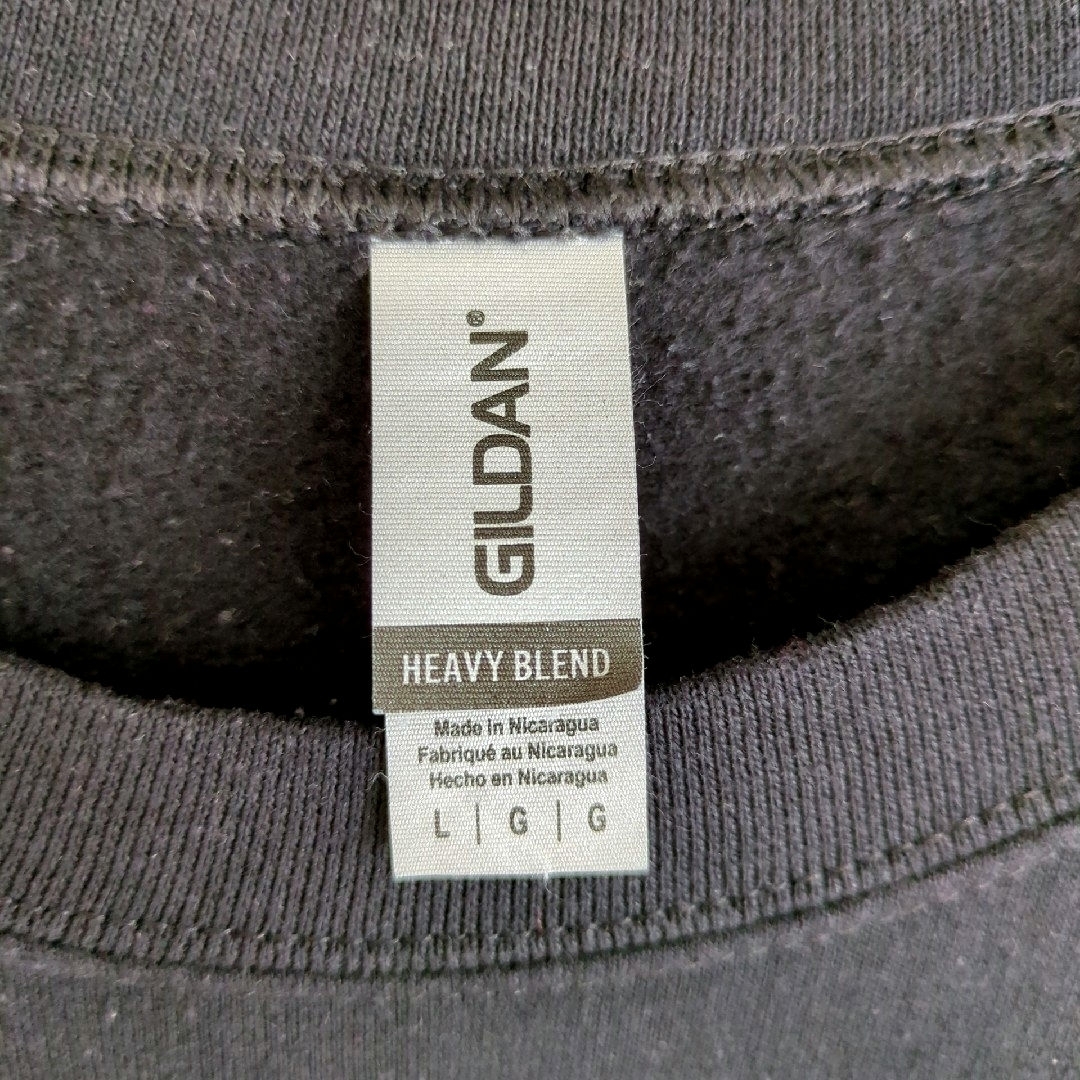 GILDAN®
HEAVY BLEND
Made in Nicaragua
Fabriqué au Nicaragua
Hecho en Nicaragua
L | G | G